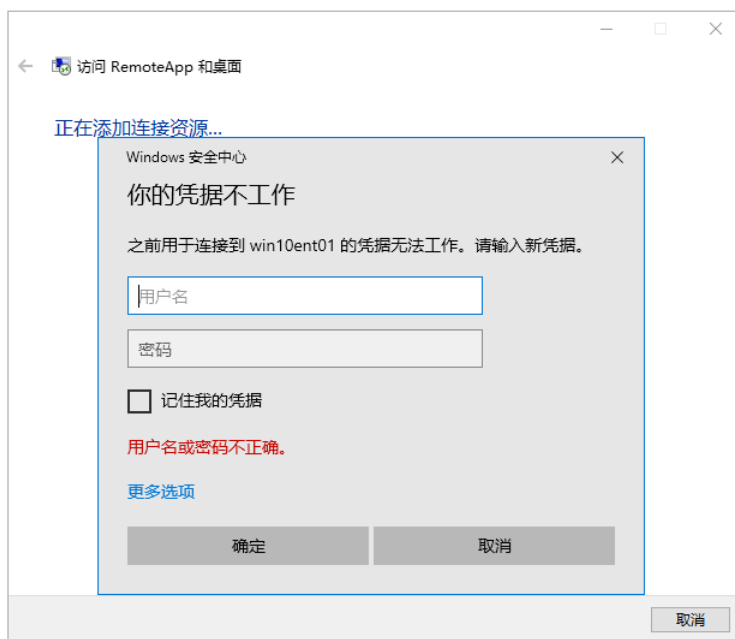 访问 RemoteApp 和桌面
正在添加连接资源...
Windows 安全中心
你的凭据不工作
之前用于连接到 win10ent01 的凭据无法工作。请输入新凭据。
用户名
密码
记住我的凭据
用户名或密码不正确。
更多选项
确定 取消
取消